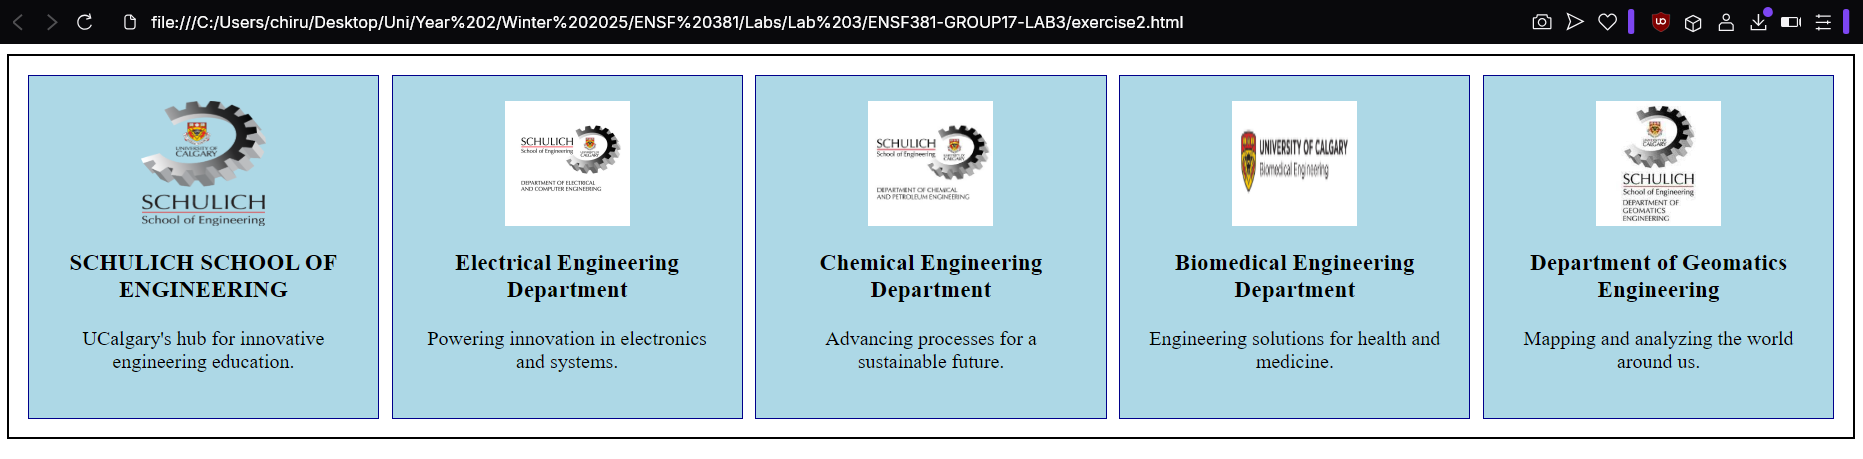 file:///C:/Users/chiru/Desktop/Uni/Year%202/Winter%202025/ENSF%20381/Labs/Lab%203/ENSF381-GROUP17-LAB3/exercise2.html
UNIVERSITY OF
CALGARY
SCHULICH
School of Engineering
SCHULICH SCHOOL OF
ENGINEERING
UCalgary's hub for innovative
engineering education.
SCHULICH
School of Engineering
UNIVERSITY OF
CALGARY
DEPARTMENT OF ELECTRICAL
AND COMPUTER ENGINEERING
Electrical Engineering
Department
Powering innovation in electronics
and systems.
SCHULICH
School of Engineering
UNIVERSITY OF
CALGARY
DEPARTMENT OF CHEMICAL
AND PETROLEUM ENGINEERING
Chemical Engineering
Department
Advancing processes for a
sustainable future.
UNIVERSITY OF CALGARY
Biomedical Engineering
Biomedical Engineering
Department
Engineering solutions for health and
medicine.
UNIVERSITY OF
CALGARY
SCHULICH
School of Engineering
DEPARTMENT OF
GEOMATICS
ENGINEERING
Department of Geomatics
Engineering
Mapping and analyzing the world
around us.